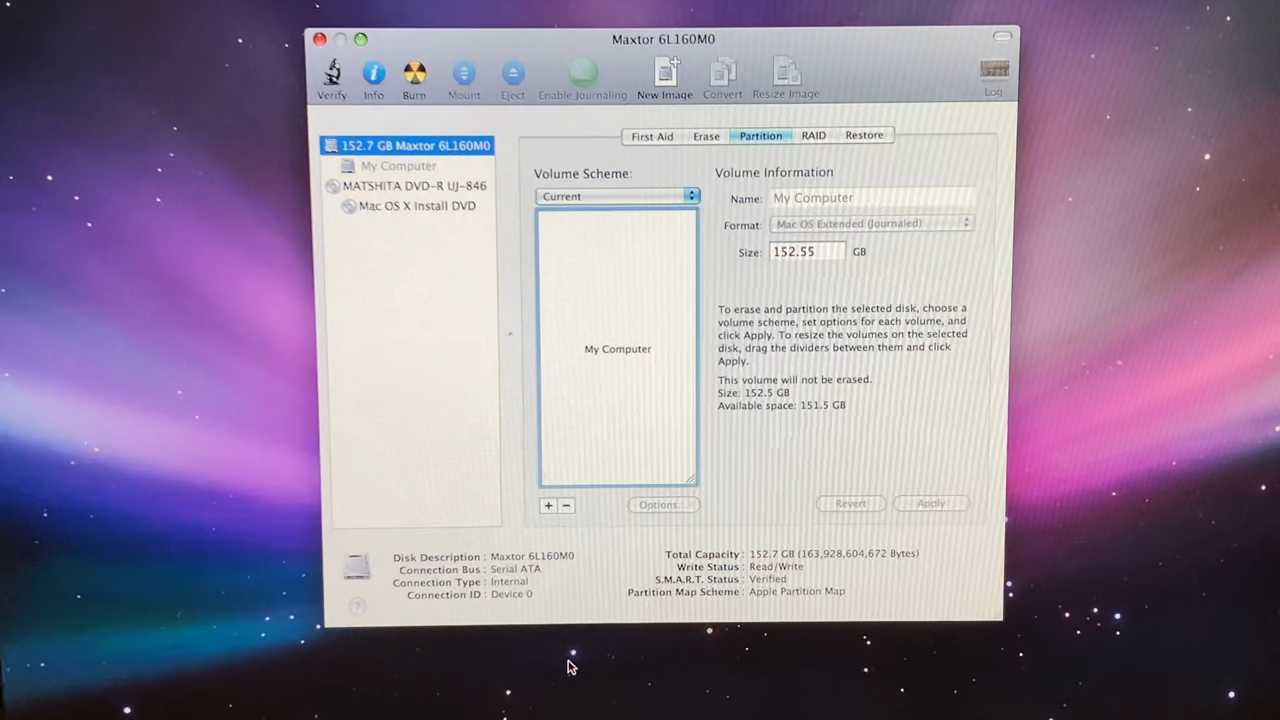 Maxtor 6L160M0
Verify Info Burn Mount Eject Enable Journaling New Image Convert Resize Image Log
152.7 GB Maxtor 6L160M0
My Computer
MATSHITA DVD-R UJ-846
Mac OS X Install DVD
First Aid Erase Partition RAID Restore
Volume Scheme:
Current
My Computer
+ −
Options...
Volume Information
Name: My Computer
Format: Mac OS Extended (Journaled)
Size: 152.55 GB
To erase and partition the selected disk, choose a
volume scheme, set options for each volume, and
click Apply. To resize the volumes on the selected
disk, drag the dividers between them and click
Apply.
This volume will not be erased.
Size: 152.5 GB
Available space: 151.5 GB
Revert Apply
Disk Description : Maxtor 6L160M0
Connection Bus : Serial ATA
Connection Type : Internal
Connection ID : Device 0
Total Capacity : 152.7 GB (163,928,604,672 Bytes)
Write Status : Read/Write
S.M.A.R.T. Status : Verified
Partition Map Scheme : Apple Partition Map
?